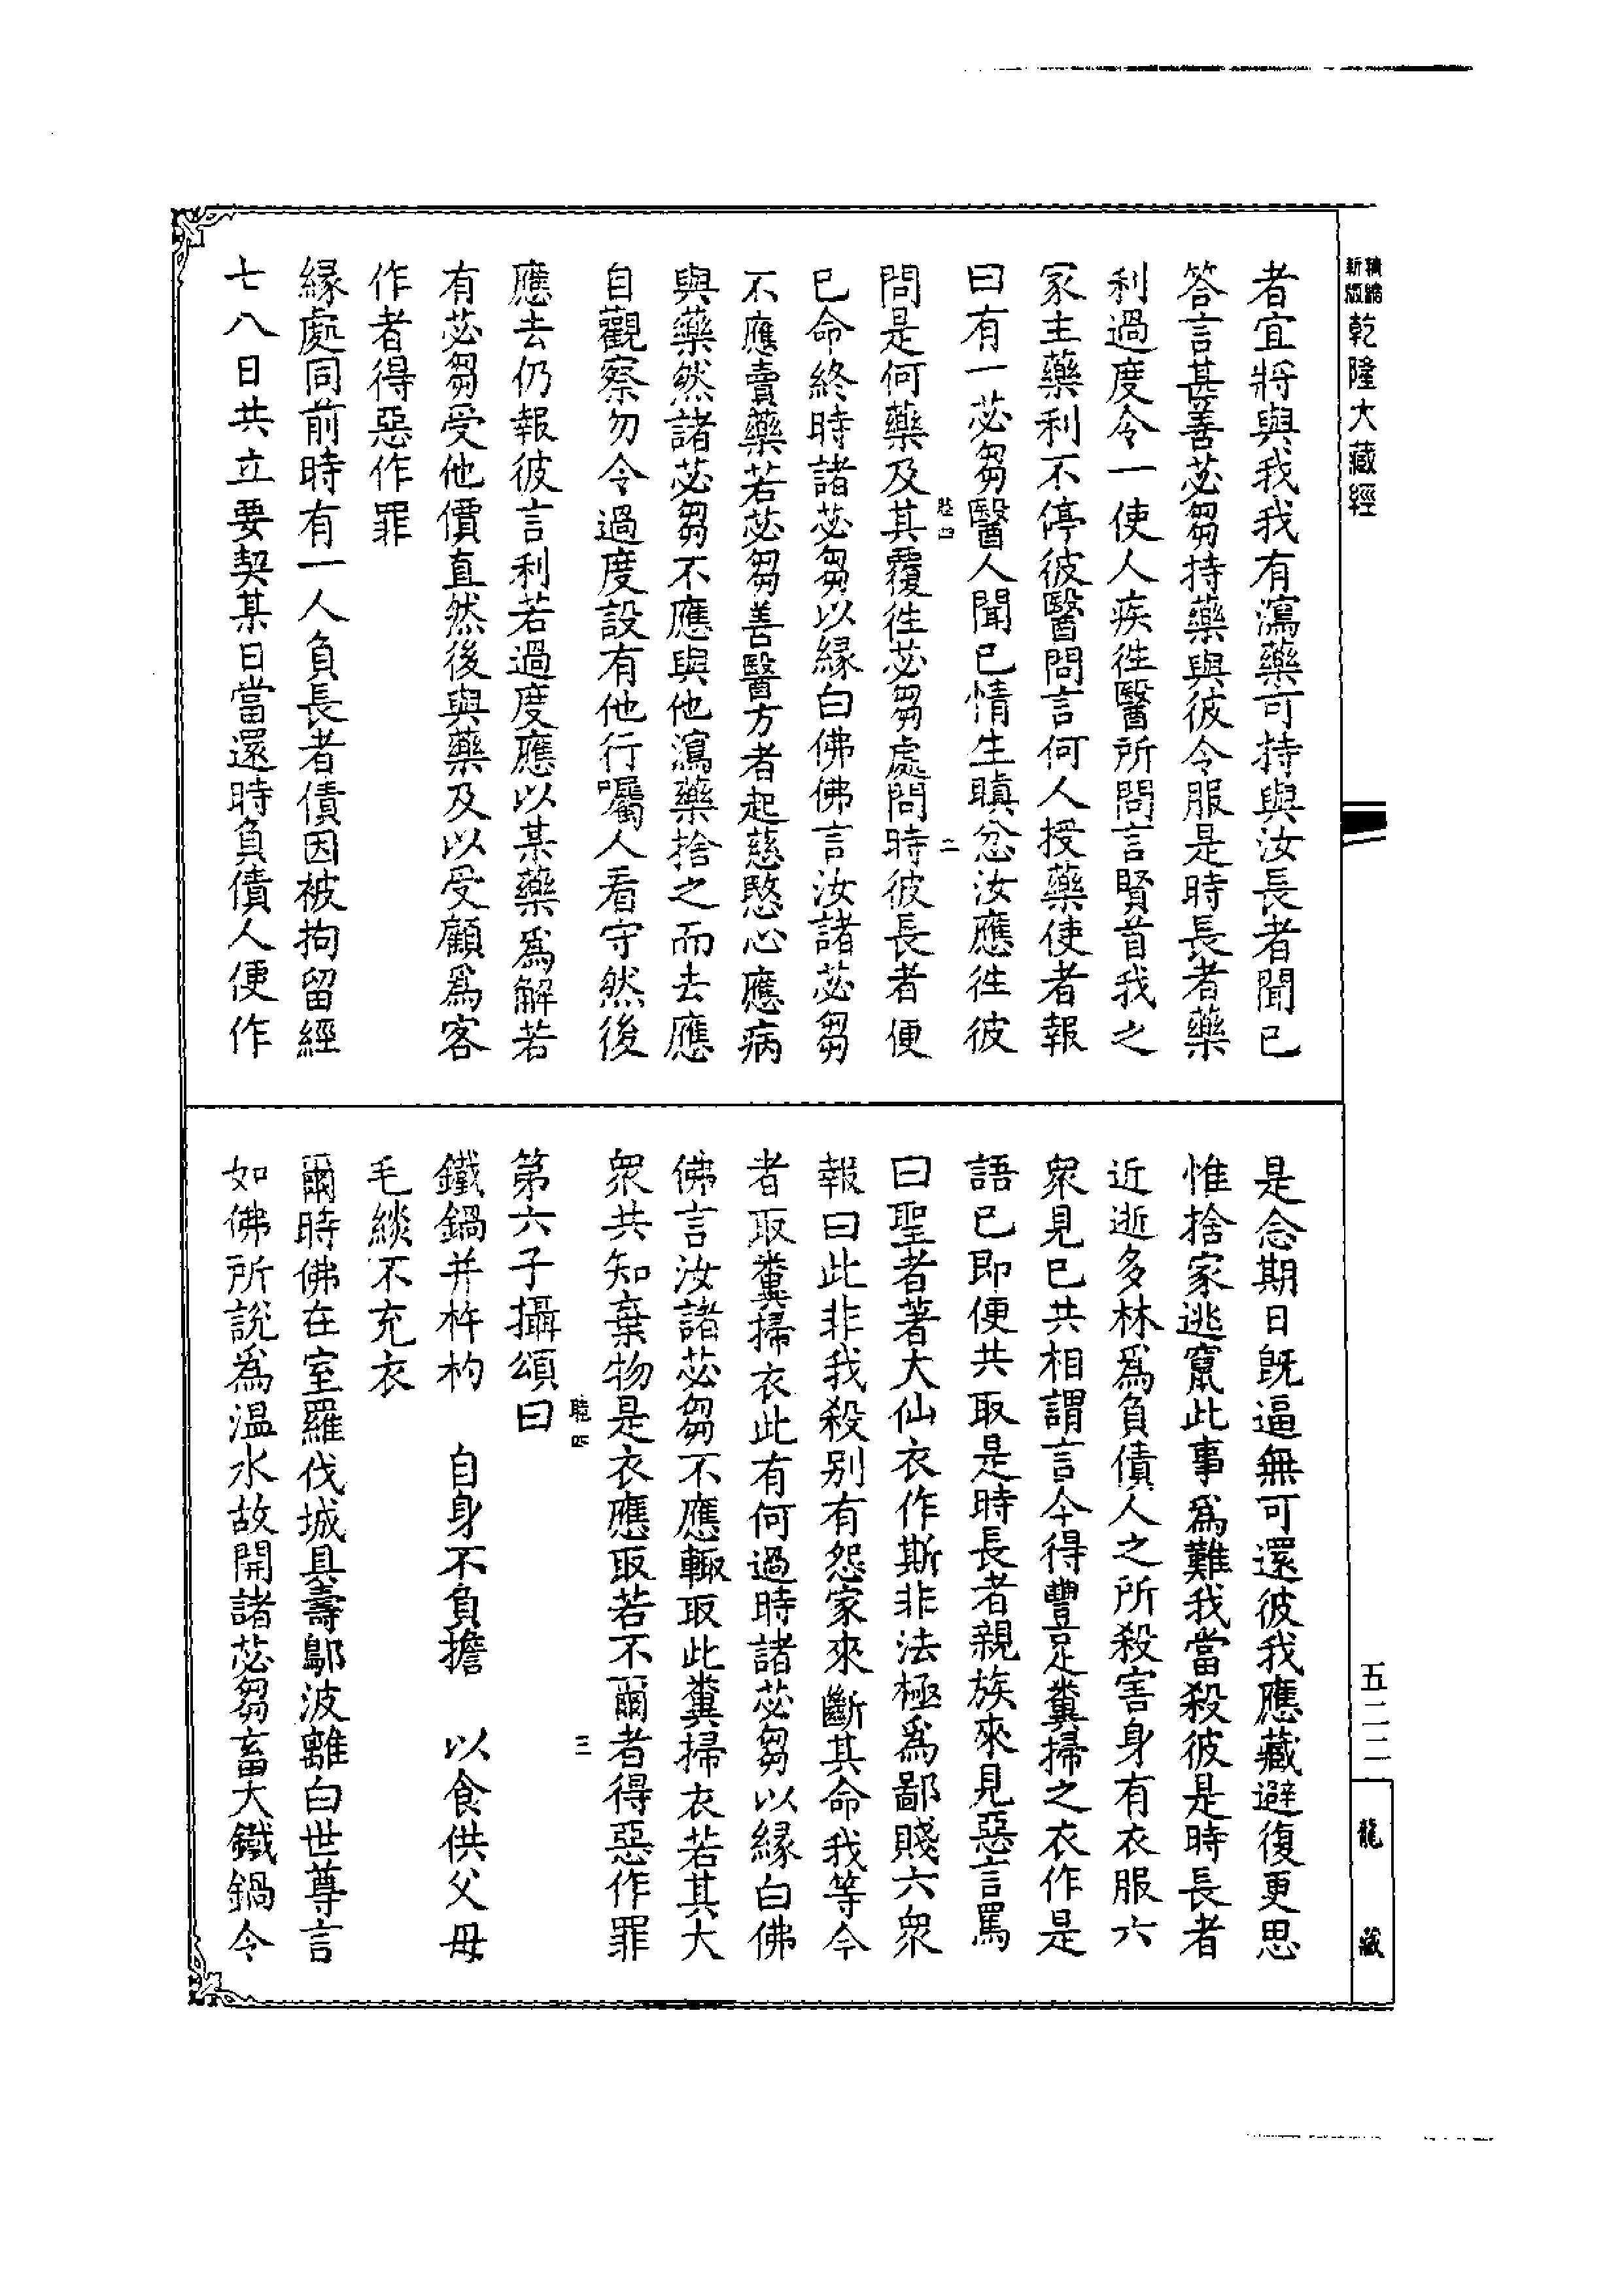 新版精縮乾隆大藏經
者宜將與我我有瀉藥可持與汝長者聞已
答言甚善苾芻持藥與彼令服是時長者藥
利過度令一使人疾徃醫所問言賢首我之
家主藥利不停彼醫問言何人授藥使者報
曰有一苾芻醫人聞已情生瞋忿汝應徃彼
問是何藥及其覆徃苾芻處問時彼長者便
已命終時諸苾芻以緣白佛佛言汝諸苾芻
不應賣藥若苾芻善醫方者起慈愍心應病
與藥然諸苾芻不應與他瀉藥捨之而去應
自觀察勿令過度設有他行囑人看守然後
應去仍報彼言利若過度應以某藥爲解若
有苾芻受他價直然後與藥及以受顧爲客
作者得惡作罪
緣處同前時有一人負長者債因被拘留經
七八日共立要契某日當還時負債人便作
是念期日既逼無可還彼我應藏避復更思
惟捨家逃竄此事爲難我當殺彼是時長者
近逝多林爲負債人之所殺害身有衣服六
衆見已共相謂言今得豐足糞掃之衣作是
語已即便共取是時長者親族來見惡言罵
曰聖者著大仙衣作斯非法極爲鄙賤六衆
報曰此非我殺別有怨家來斷其命我等今
者取糞掃衣此有何過時諸苾芻以緣白佛
佛言汝諸苾芻不應輙取此糞掃衣若其大
衆共知棄物是衣應取若不爾者得惡作罪
第六子攝頌曰
鐵鍋并杵杓　自身不負擔　以食供父母
毛緂不充衣
爾時佛在室羅伐城具壽鄔波離白世尊言
如佛所說爲溫水故開諸苾芻畜大鐵鍋令
二
三
五二二
龍藏